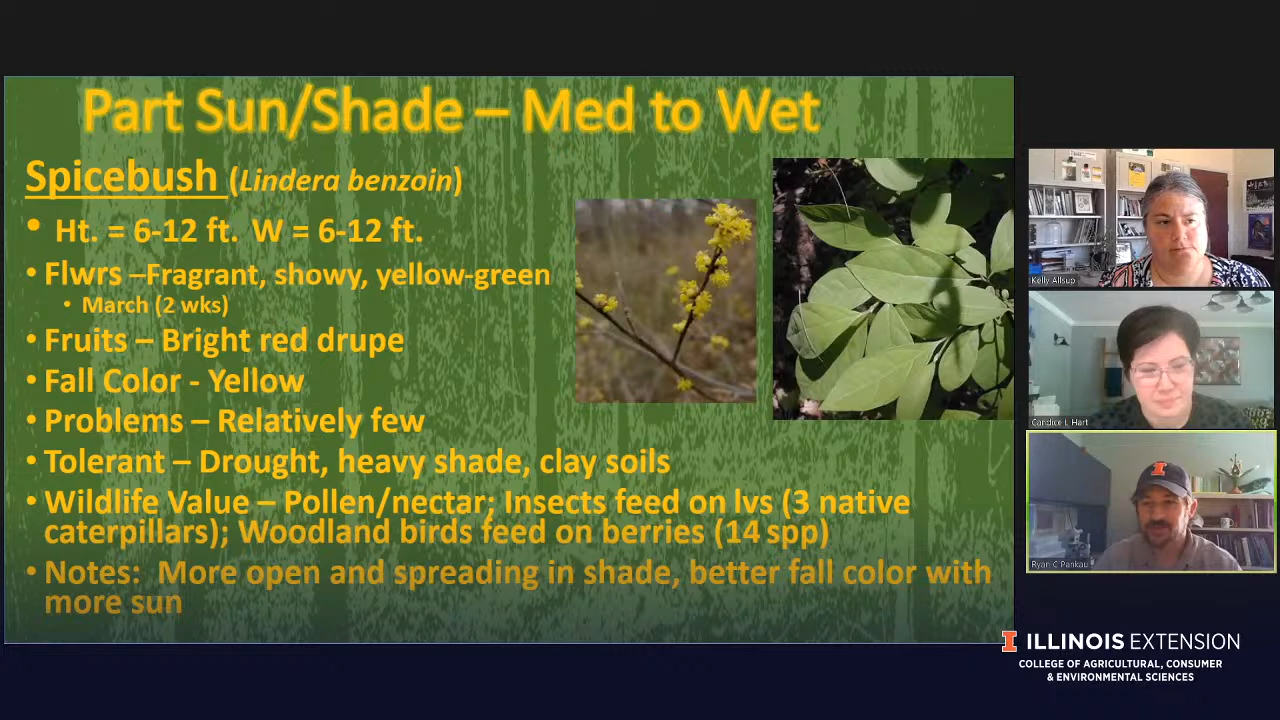 Part Sun/Shade – Med to Wet
Spicebush (Lindera benzoin)
• Ht. = 6-12 ft. W = 6-12 ft.
• Flwrs –Fragrant, showy, yellow-green
• March (2 wks)
• Fruits – Bright red drupe
• Fall Color - Yellow
• Problems – Relatively few
• Tolerant – Drought, heavy shade, clay soils
• Wildlife Value – Pollen/nectar; Insects feed on lvs (3 native
caterpillars); Woodland birds feed on berries (14 spp)
• Notes: More open and spreading in shade, better fall color with
more sun
Kelly Allsup
Candice L Hart
I
Ryan C Pankau
I ILLINOIS EXTENSION
COLLEGE OF AGRICULTURAL, CONSUMER
& ENVIRONMENTAL SCIENCES